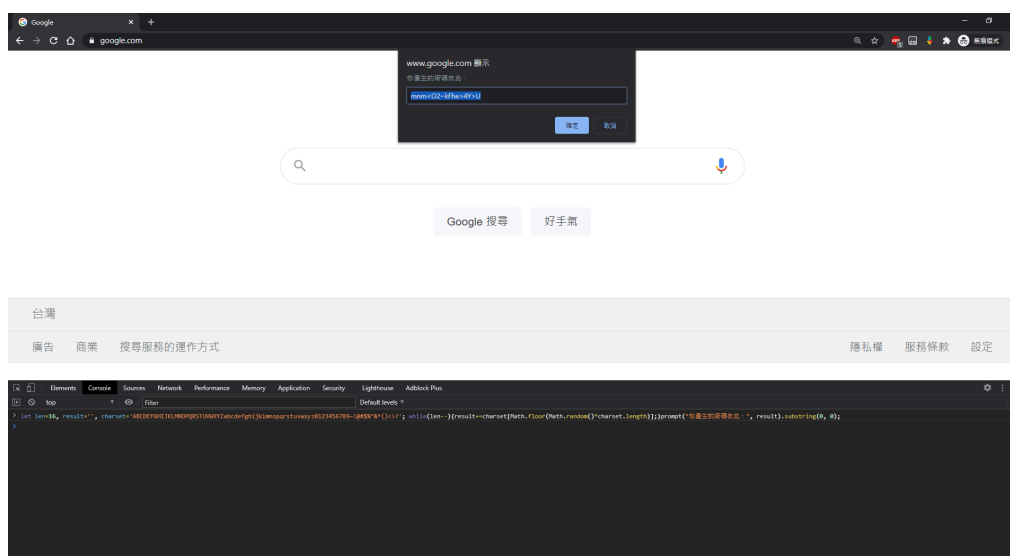 Google
google.com
無痕模式
www.google.com 顯示
你產生的密碼在此：
mnm<O2~kFhe>4Y>U
確定 取消
Google 搜尋 好手氣
台灣
廣告 商業 搜尋服務的運作方式 隱私權 服務條款 設定
Elements Console Sources Network Performance Memory Application Security Lighthouse Adblock Plus
top Filter Default levels ▼
> let len=16, result='', charset='ABCDEFGHIJKLMNOPQRSTUVWXYZabcdefghijklmnopqrstuvwxyz0123456789~!@#$%^&*()<>?'; while(len--){result+=charset[Math.floor(Math.random()*charset.length)];}prompt("你產生的密碼在此：", result).substring(0, 0);
>